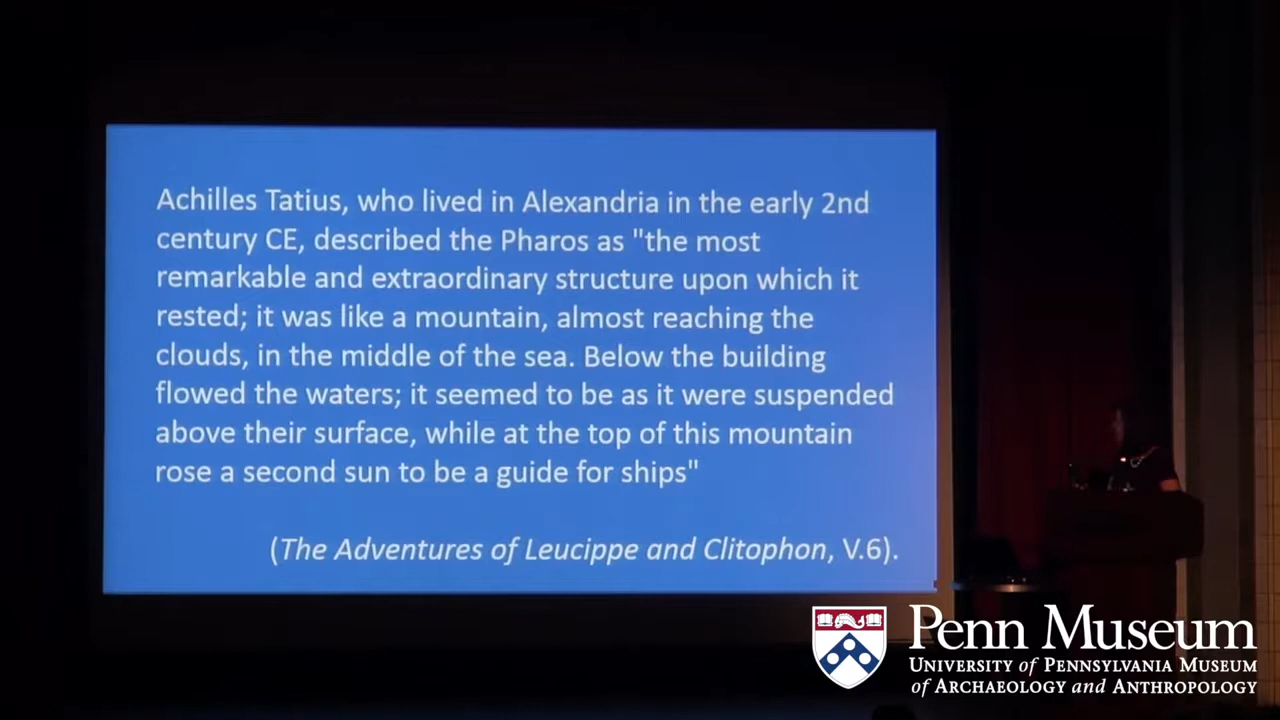 Achilles Tatius, who lived in Alexandria in the early 2nd
century CE, described the Pharos as "the most
remarkable and extraordinary structure upon which it
rested; it was like a mountain, almost reaching the
clouds, in the middle of the sea. Below the building
flowed the waters; it seemed to be as it were suspended
above their surface, while at the top of this mountain
rose a second sun to be a guide for ships"
(The Adventures of Leucippe and Clitophon, V.6).
Penn Museum
University of Pennsylvania Museum
of Archaeology and Anthropology